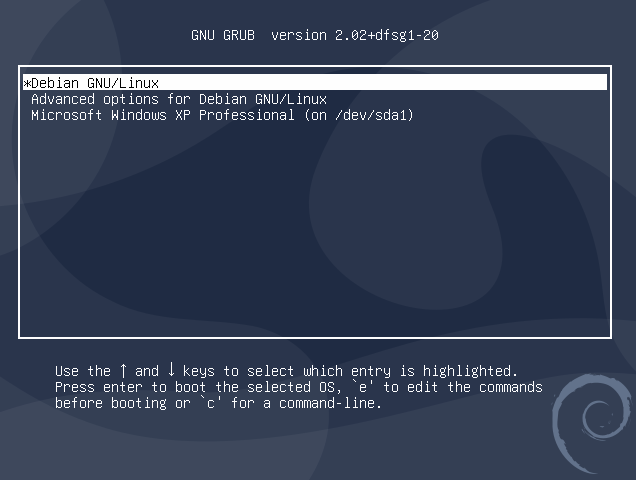 GNU GRUB  version 2.02+dfsg1-20
*Debian GNU/Linux
Advanced options for Debian GNU/Linux
Microsoft Windows XP Professional (on /dev/sda1)
Use the ↑ and ↓ keys to select which entry is highlighted.
Press enter to boot the selected OS, `e' to edit the commands
before booting or `c' for a command-line.